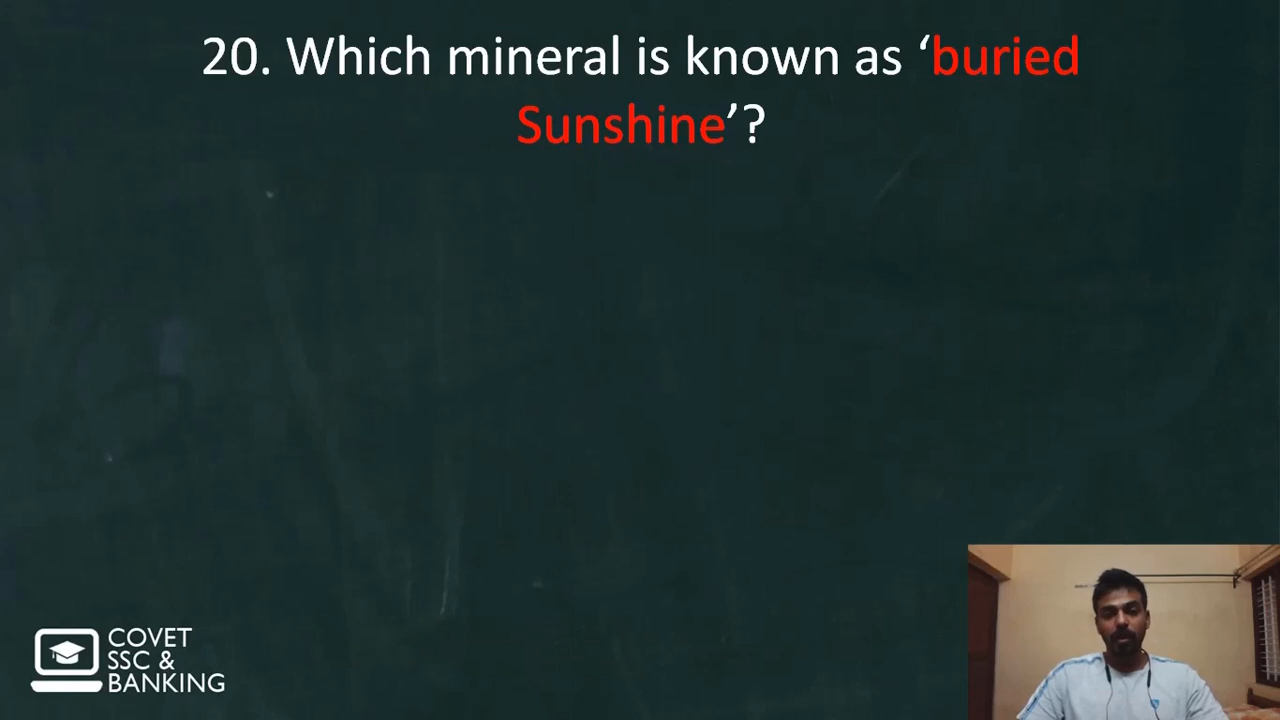 20. Which mineral is known as ‘buried
Sunshine’?
COVET
SSC &
BANKING